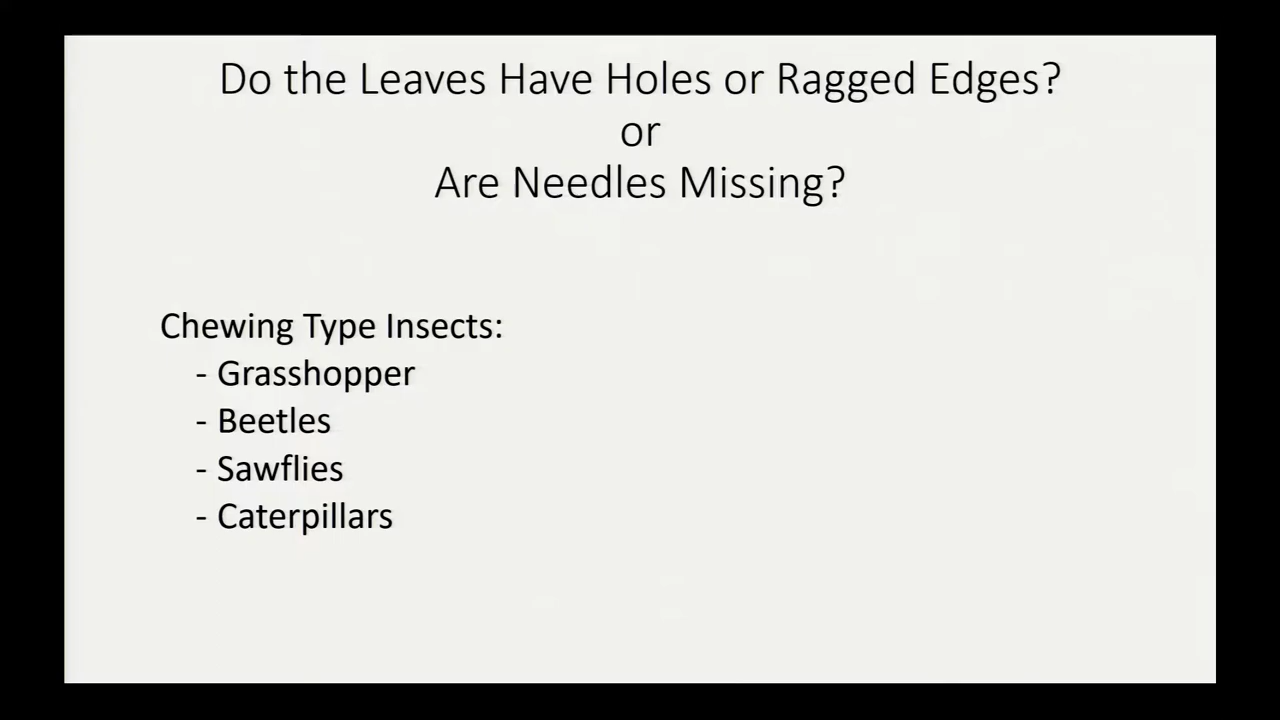 Do the Leaves Have Holes or Ragged Edges?
or
Are Needles Missing?
Chewing Type Insects:
- Grasshopper
- Beetles
- Sawflies
- Caterpillars